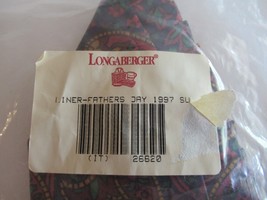 LONGABERGER
LINER-FATHERS DAY 1997 SU
(IT) 26620